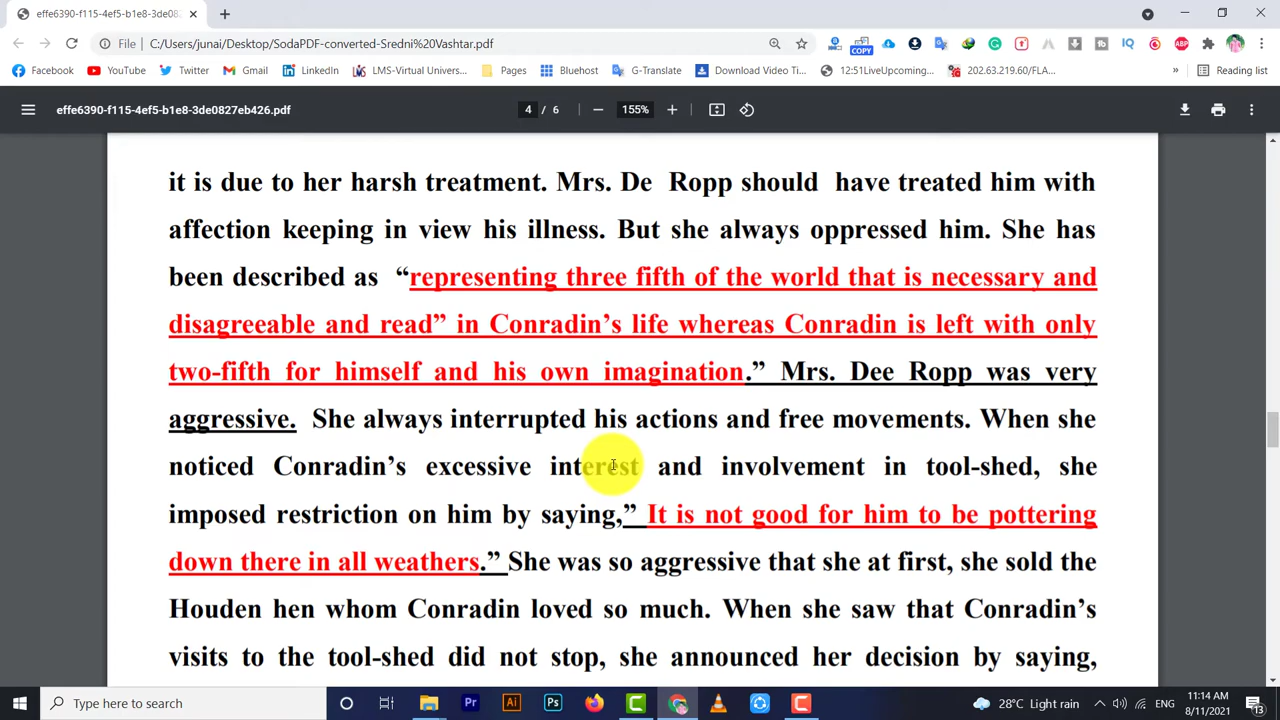 effe6390-f115-4ef5-b1e8-3de082
File C:/Users/junai/Desktop/SodaPDF-converted-Sredni%20Vashtar.pdf
COPY
ABP
Facebook YouTube Twitter Gmail LinkedIn LMS-Virtual Univers... Pages Bluehost G-Translate Download Video Ti... 12:51LiveUpcoming... 202.63.219.60/FLA... » Reading list
effe6390-f115-4ef5-b1e8-3de0827eb426.pdf 4 / 6 155%
it is due to her harsh treatment. Mrs. De Ropp should have treated him with
affection keeping in view his illness. But she always oppressed him. She has
been described as “representing three fifth of the world that is necessary and
disagreeable and read” in Conradin’s life whereas Conradin is left with only
two-fifth for himself and his own imagination.” Mrs. Dee Ropp was very
aggressive. She always interrupted his actions and free movements. When she
noticed Conradin’s excessive interest and involvement in tool-shed, she
imposed restriction on him by saying,” It is not good for him to be pottering
down there in all weathers.” She was so aggressive that she at first, she sold the
Houden hen whom Conradin loved so much. When she saw that Conradin’s
visits to the tool-shed did not stop, she announced her decision by saying,
Type here to search Pr Ai Ps 28°C Light rain ENG 11:14 AM
8/11/2021 13